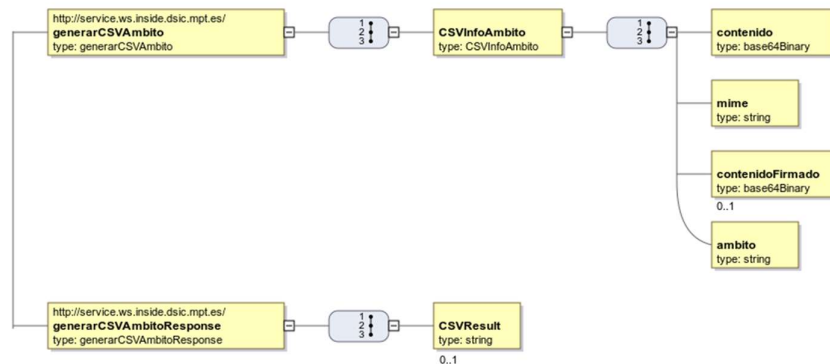 http://service.ws.inside.dsic.mpt.es/
generarCSVAmbito
type: generarCSVAmbito
1
2
3
CSVInfoAmbito
type: CSVInfoAmbito
1
2
3
contenido
type: base64Binary
mime
type: string
contenidoFirmado
type: base64Binary
0..1
ambito
type: string
http://service.ws.inside.dsic.mpt.es/
generarCSVAmbitoResponse
type: generarCSVAmbitoResponse
1
2
3
CSVResult
type: string
0..1